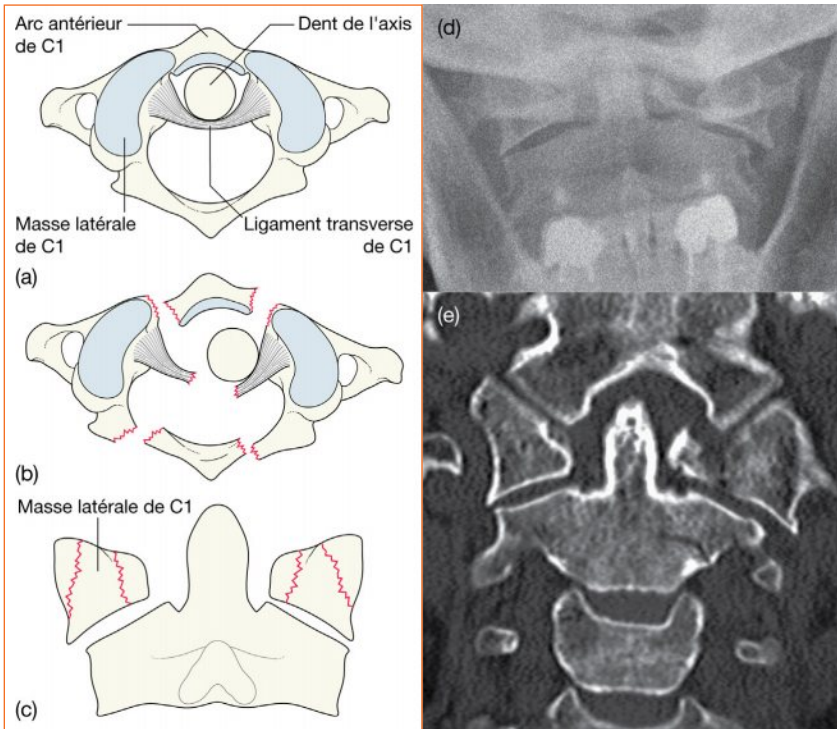 Arc antérieur
de C1
Dent de l'axis
Masse latérale
de C1
Ligament transverse
de C1
(a)
(b)
Masse latérale de C1
(c)
(d)
(e)